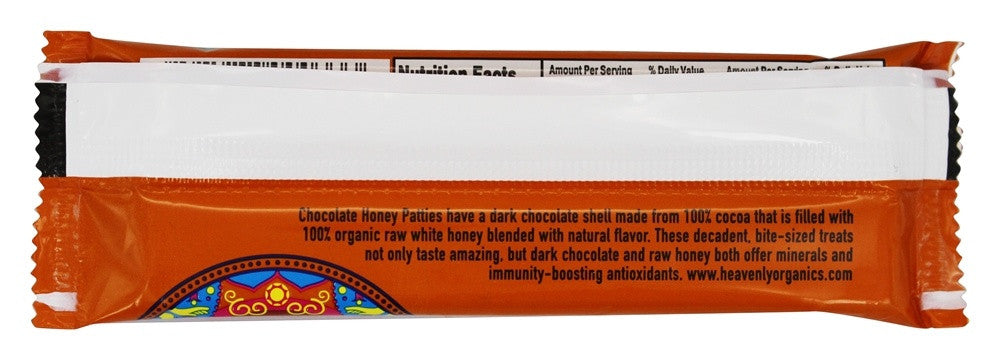 Nutrition Facts Amount Per Serving % Daily Value Amount Per Serving
Chocolate Honey Patties have a dark chocolate shell made from 100% cocoa that is filled with
100% organic raw white honey blended with natural flavor. These decadent, bite-sized treats
not only taste amazing, but dark chocolate and raw honey both offer minerals and
immunity-boosting antioxidants. www.heavenlyorganics.com